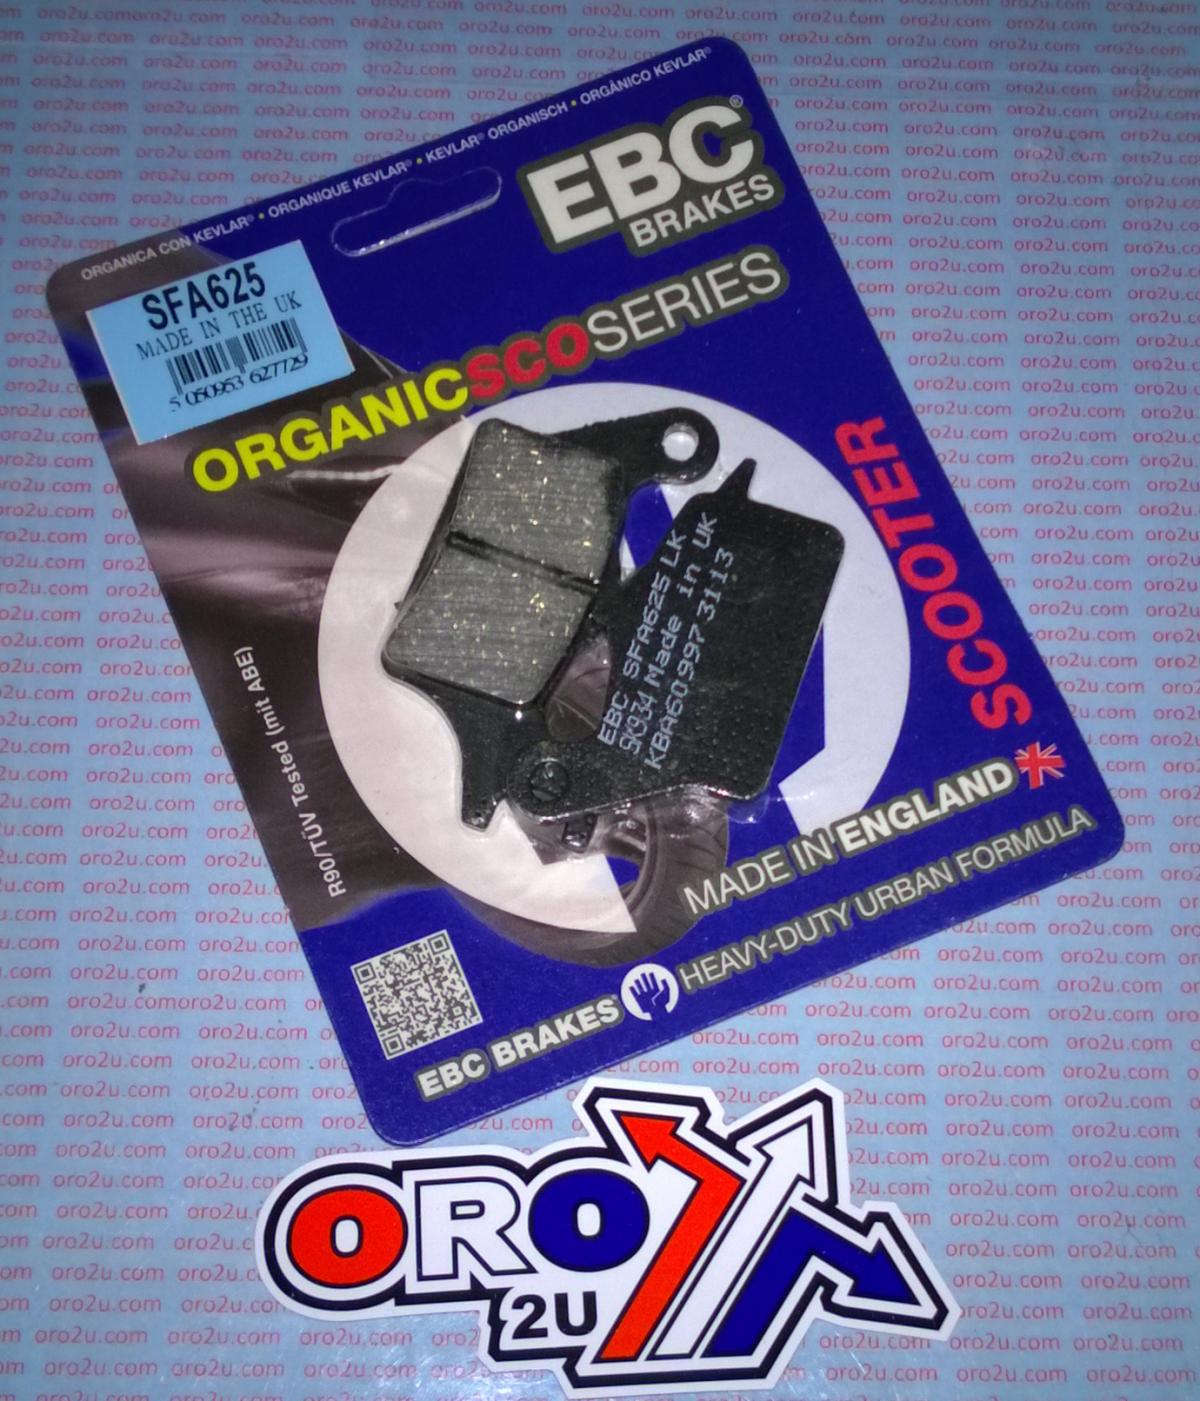 ORGANICA CON KEVLAR® • ORGANIQUE KEVLAR® • KEVLAR® ORGANISCH • ORGÂNICO KEVLAR®
EBC®
BRAKES
SFA625
MADE IN THE UK
5 050953 627729
ORGANICSCOSERIES
SCOOTER
EBC SFA625 LK
9K934 Made in UK
KBA60997 3113
R90/TÜV Tested (mit ABE)
MADE IN ENGLAND
EBC BRAKES HEAVY-DUTY URBAN FORMULA
ORO
2U
oro2u.com